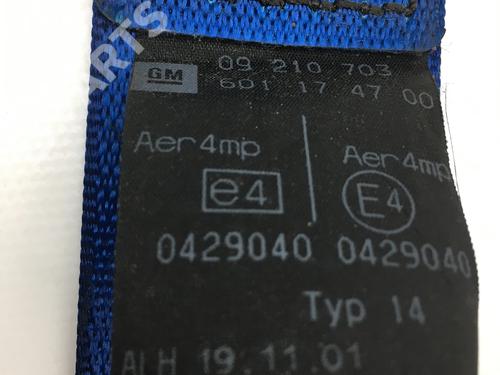 GM 09 210 703
601 17 47 00
Aer4mp Aer4mp
e4 E4
0429040 0429040
Typ 14
ALH 19.11.01